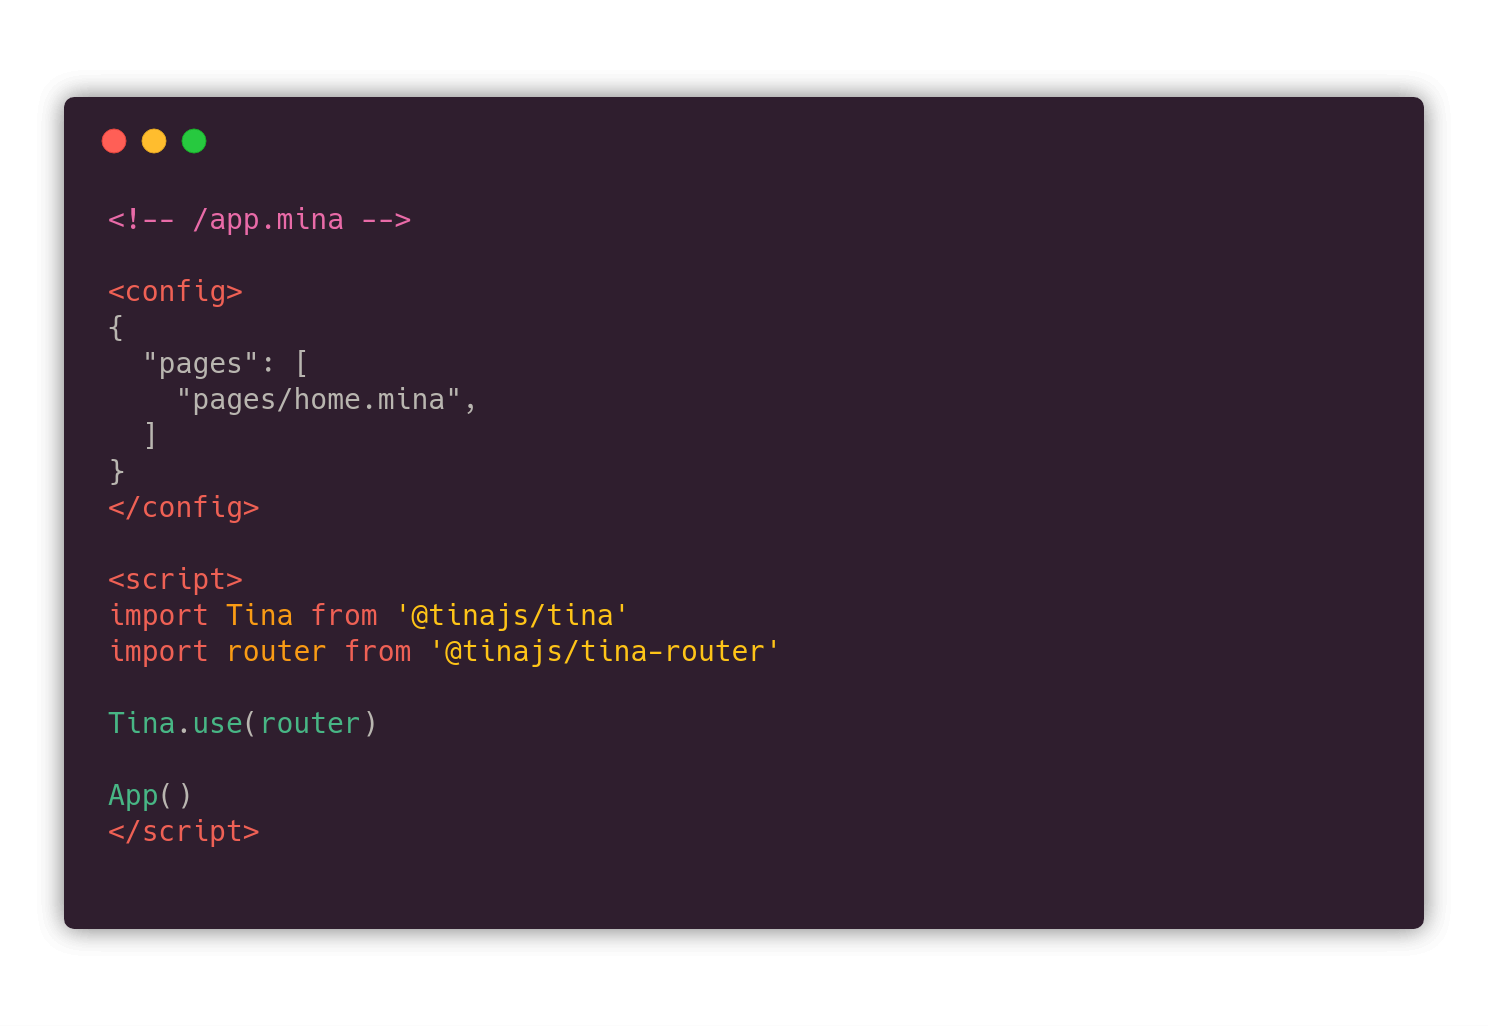 <!-- /app.mina -->

<config>
{
  "pages": [
    "pages/home.mina",
  ]
}
</config>

<script>
import Tina from '@tinajs/tina'
import router from '@tinajs/tina-router'

Tina.use(router)

App()
</script>